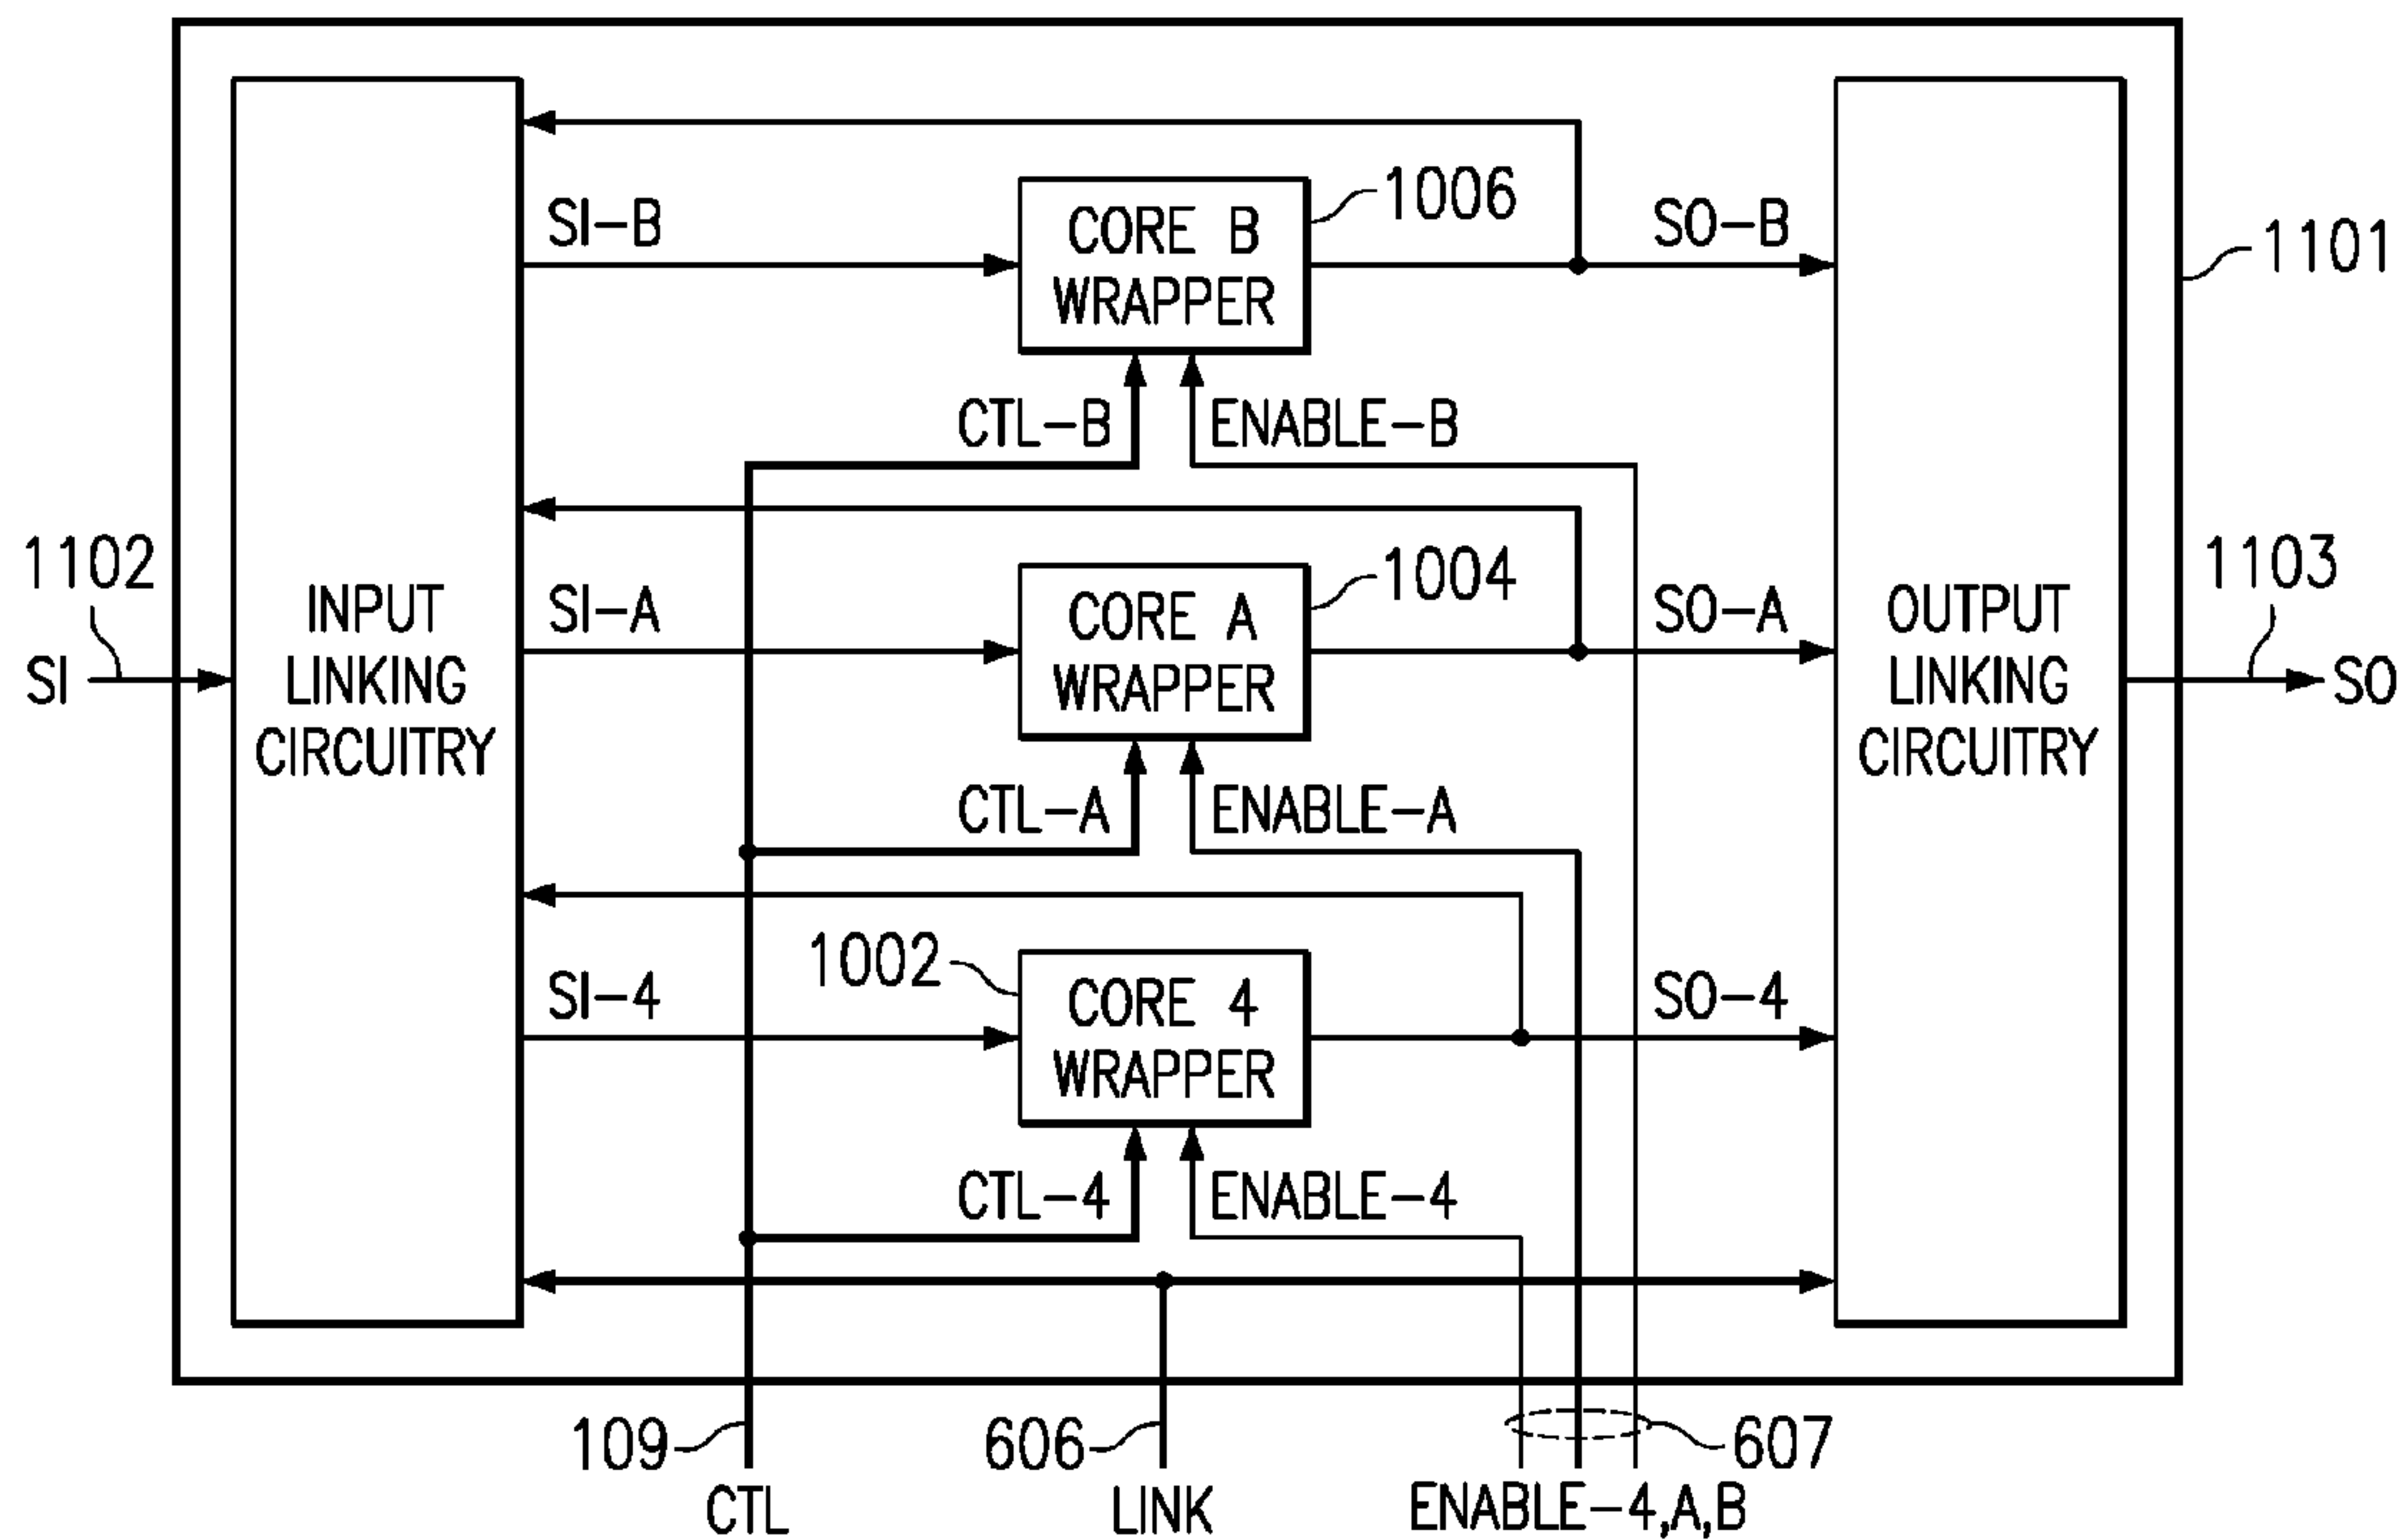 1006
SI-B
CORE B
WRAPPER
SO-B
1101
CTL-B
ENABLE-B
1102
SI
INPUT
LINKING
CIRCUITRY
SI-A
1004
CORE A
WRAPPER
SO-A
OUTPUT
LINKING
CIRCUITRY
1103
SO
CTL-A
ENABLE-A
1002
SI-4
CORE 4
WRAPPER
SO-4
CTL-4
ENABLE-4
109
CTL
606
LINK
607
ENABLE-4,A,B